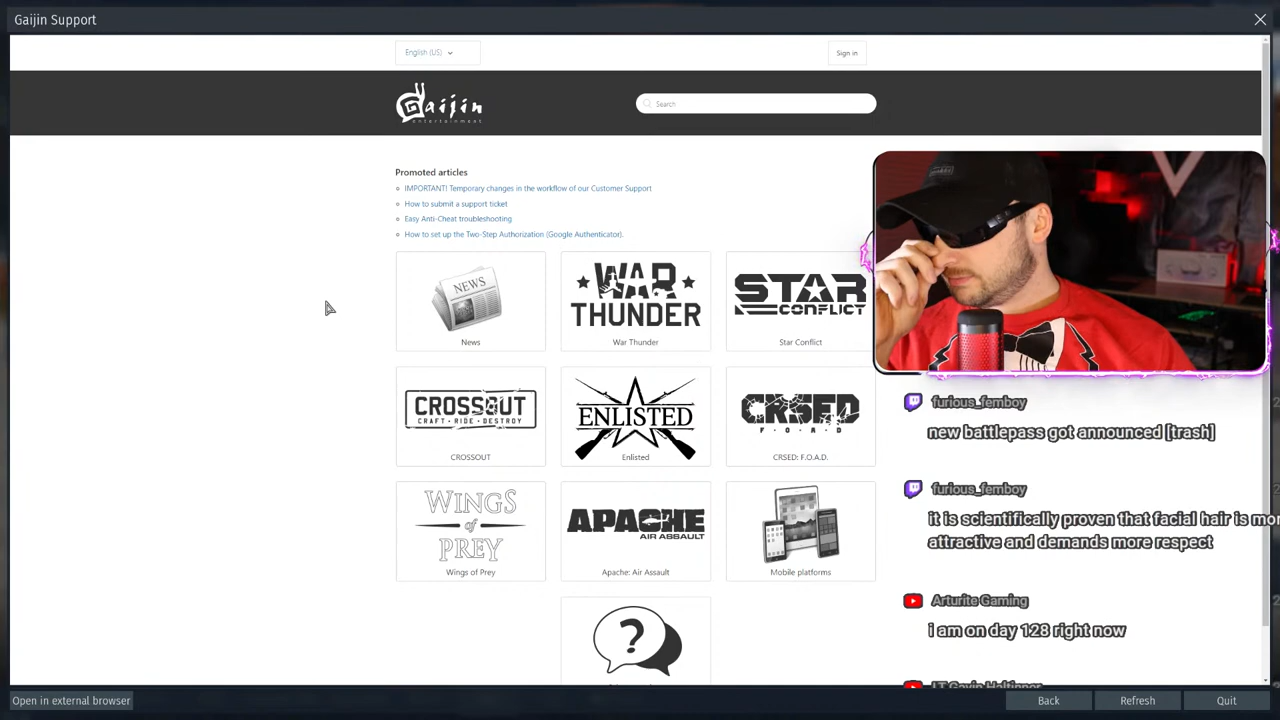 Gaijin Support
English (US)
Sign in
Gaijin
entertainment
Search
Promoted articles
IMPORTANT! Temporary changes in the workflow of our Customer Support
How to submit a support ticket
Easy Anti-Cheat troubleshooting
How to set up the Two-Step Authorization (Google Authenticator).
NEWS
News
WAR
THUNDER
War Thunder
STAR
CONFLICT
Star Conflict
CROSSOUT
CRAFT • RIDE • DESTROY
CROSSOUT
ENLISTED
Enlisted
CRSED
F.O.A.D.
CRSED: F.O.A.D.
WINGS
of
PREY
Wings of Prey
APACHE
AIR ASSAULT
Apache: Air Assault
Mobile platforms
?
furious_femboy
new battlepass got announced [trash]
furious_femboy
it is scientifically proven that facial hair is mor
attractive and demands more respect
Arturite Gaming
i am on day 128 right now
Open in external browser
Back
Refresh
Quit